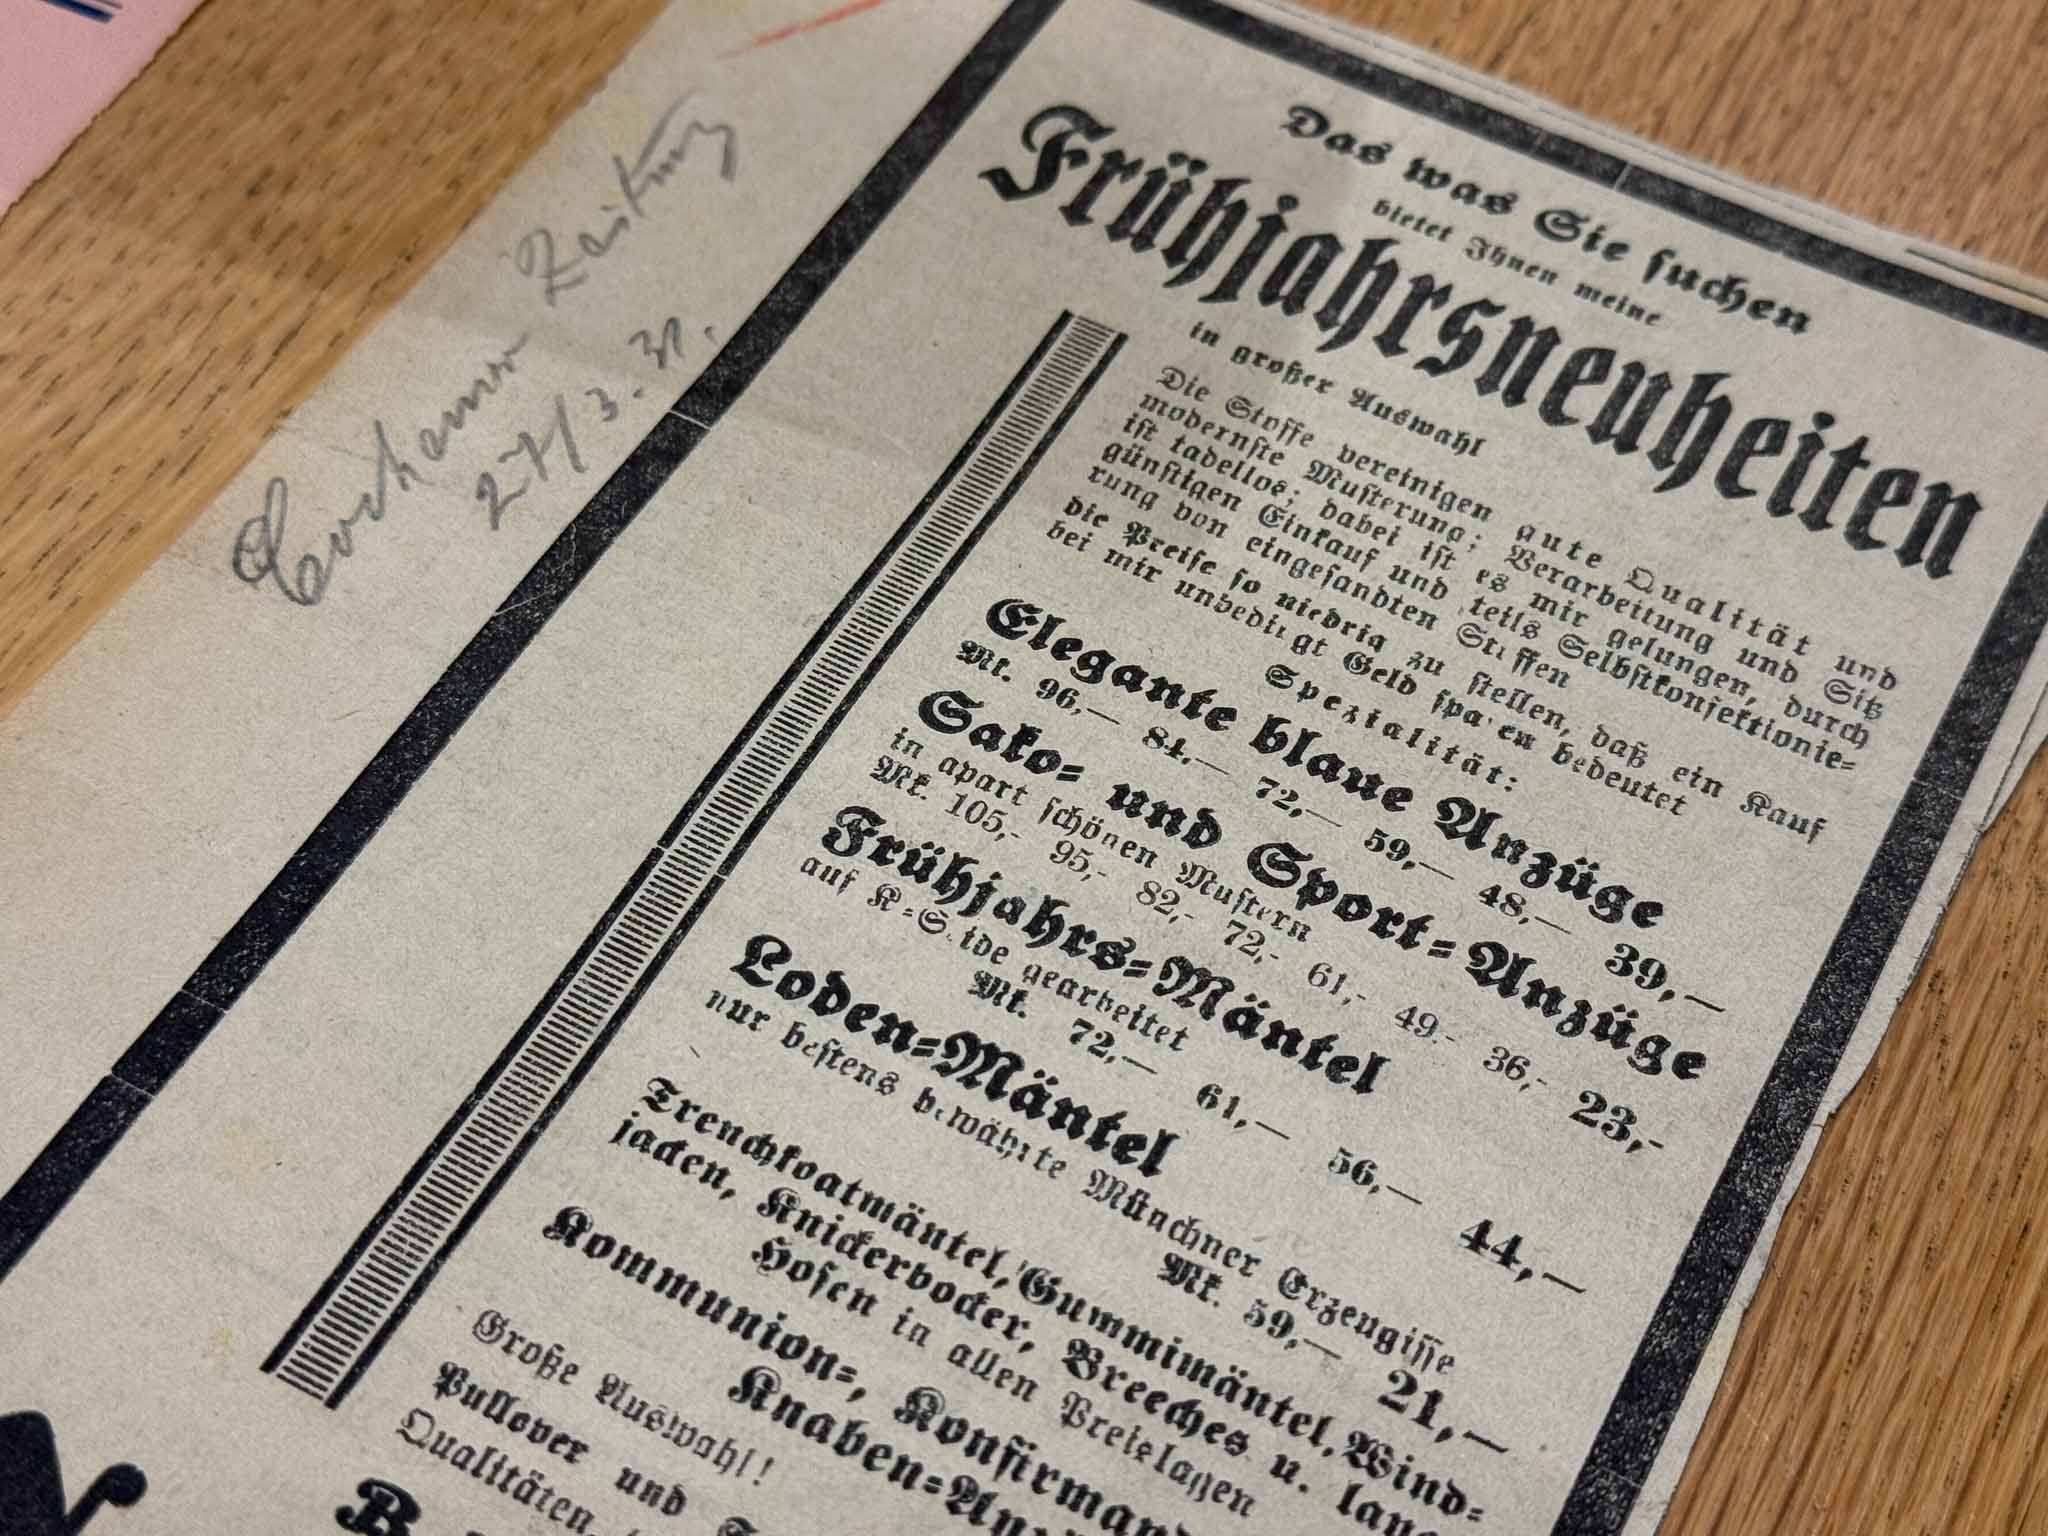 Zeitung
27/3.31.
Das was Sie suchen
bietet Ihnen meine
Frühjahrsneuheiten
in großer Auswahl
Die Stoffe vereinigen gute Qualität und
modernste Musterung; Verarbeitung und Sitz
ist tadellos; dabei ist es mir gelungen, durch
günstigen Einkauf und teils Selbstkonfektionie-
rung von eingesandten Stoffen
die Preise so niedrig zu stellen, daß ein Kauf
bei mir unbedingt Geld sparen bedeutet
Spezialität:
Elegante blaue Anzüge
Mk. 96,— 84,— 72,— 59,— 48,— 39,—
Sako- und Sport-Anzüge
in apart schönen Mustern
Mk. 105,- 95,- 82,- 72,- 61,- 49,- 36,- 23,-
Frühjahrs-Mäntel
auf K-Seide gearbeitet
Mk. 72,— 61,— 56,— 44,—
Loden-Mäntel
nur bestens bewährte Münchner Erzeugisse
Mk. 59,— 21,—
Trenchkoatmäntel, Gummimäntel, Wind-
jacken, Knickerbocker, Breeches u. lange
Hosen in allen Preislagen
Kommunion-, Konfirmand
Knaben-Anz
Große Auswahl!
Pullover und
Qualitäten,